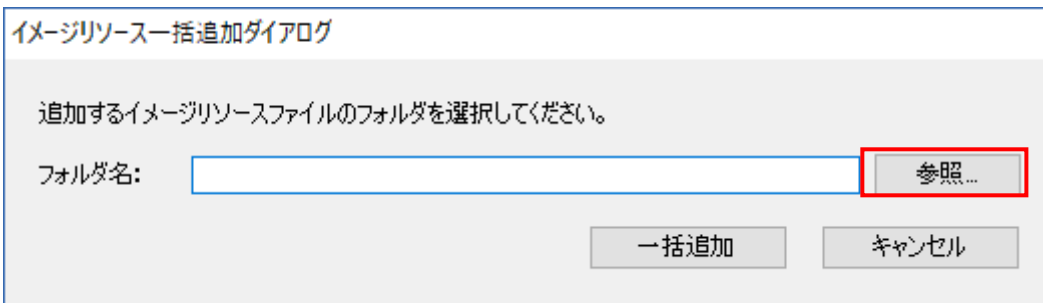 イメージリソース一括追加ダイアログ
追加するイメージリソースファイルのフォルダを選択してください。
フォルダ名: 参照...
一括追加 キャンセル